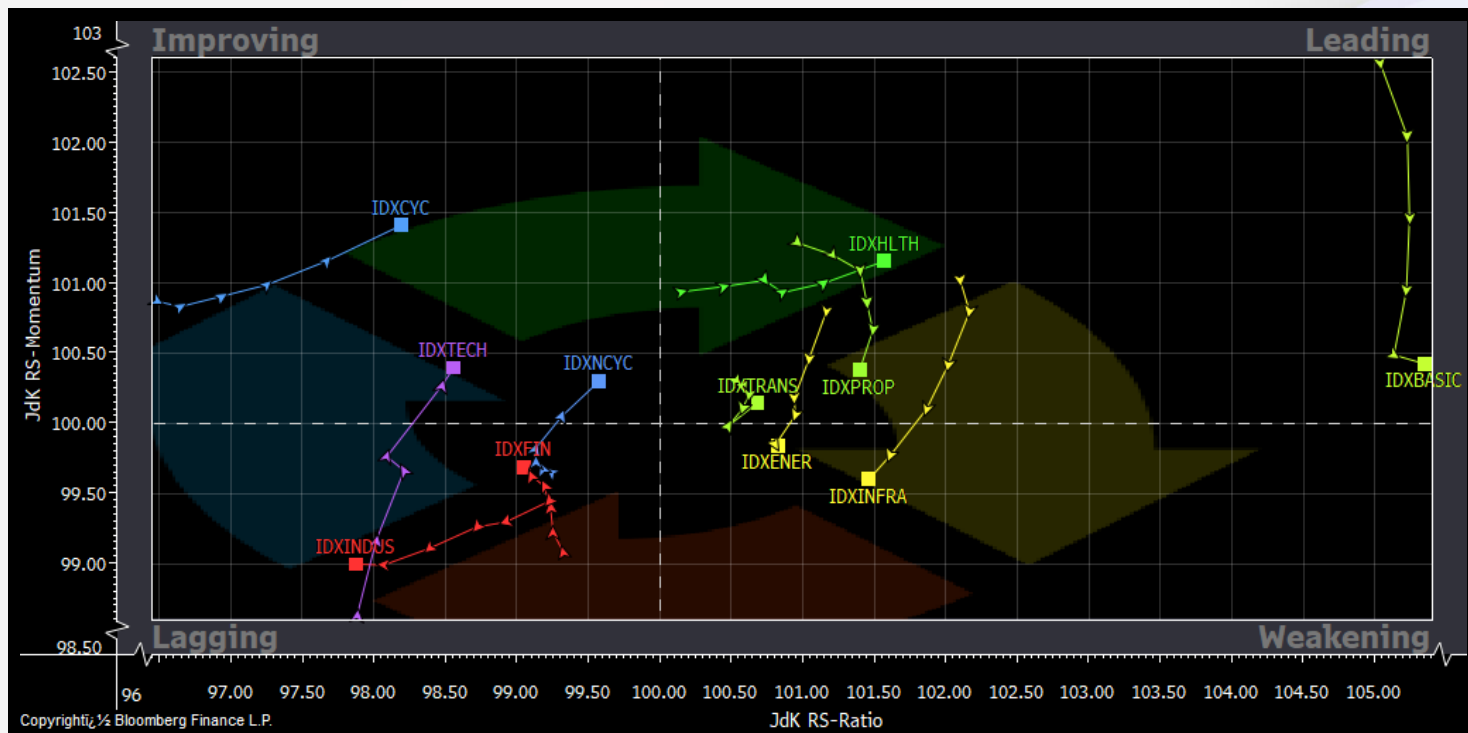 Improving
Leading
103
102.50
102.00
101.50
101.00
100.50
100.00
99.50
99.00
98.50
JdK RS-Momentum
IDXCYC
IDXHLTH
IDXTECH
IDXNCYC
IDXTRANS
IDXPROP
IDXBASIC
IDXFIN
IDXENER
IDXINFRA
IDXINDUS
Lagging
Weakening
96
97.00
97.50
98.00
98.50
99.00
99.50
100.00
100.50
101.00
101.50
102.00
102.50
103.00
103.50
104.00
104.50
105.00
JdK RS-Ratio
Copyrightï¿½ Bloomberg Finance L.P.